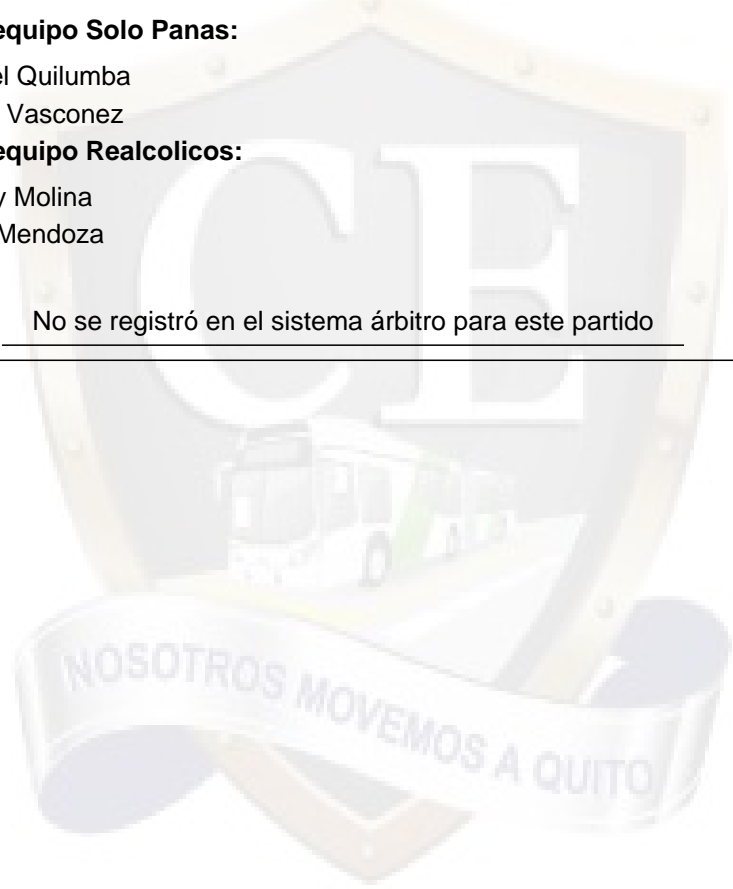 equipo Solo Panas:
Quilumba
Vasconez
equipo Realcolicos:
Molina
Mendoza
No se registró en el sistema árbitro para este partido
CE
NOSOTROS MOVEMOS A QUITO